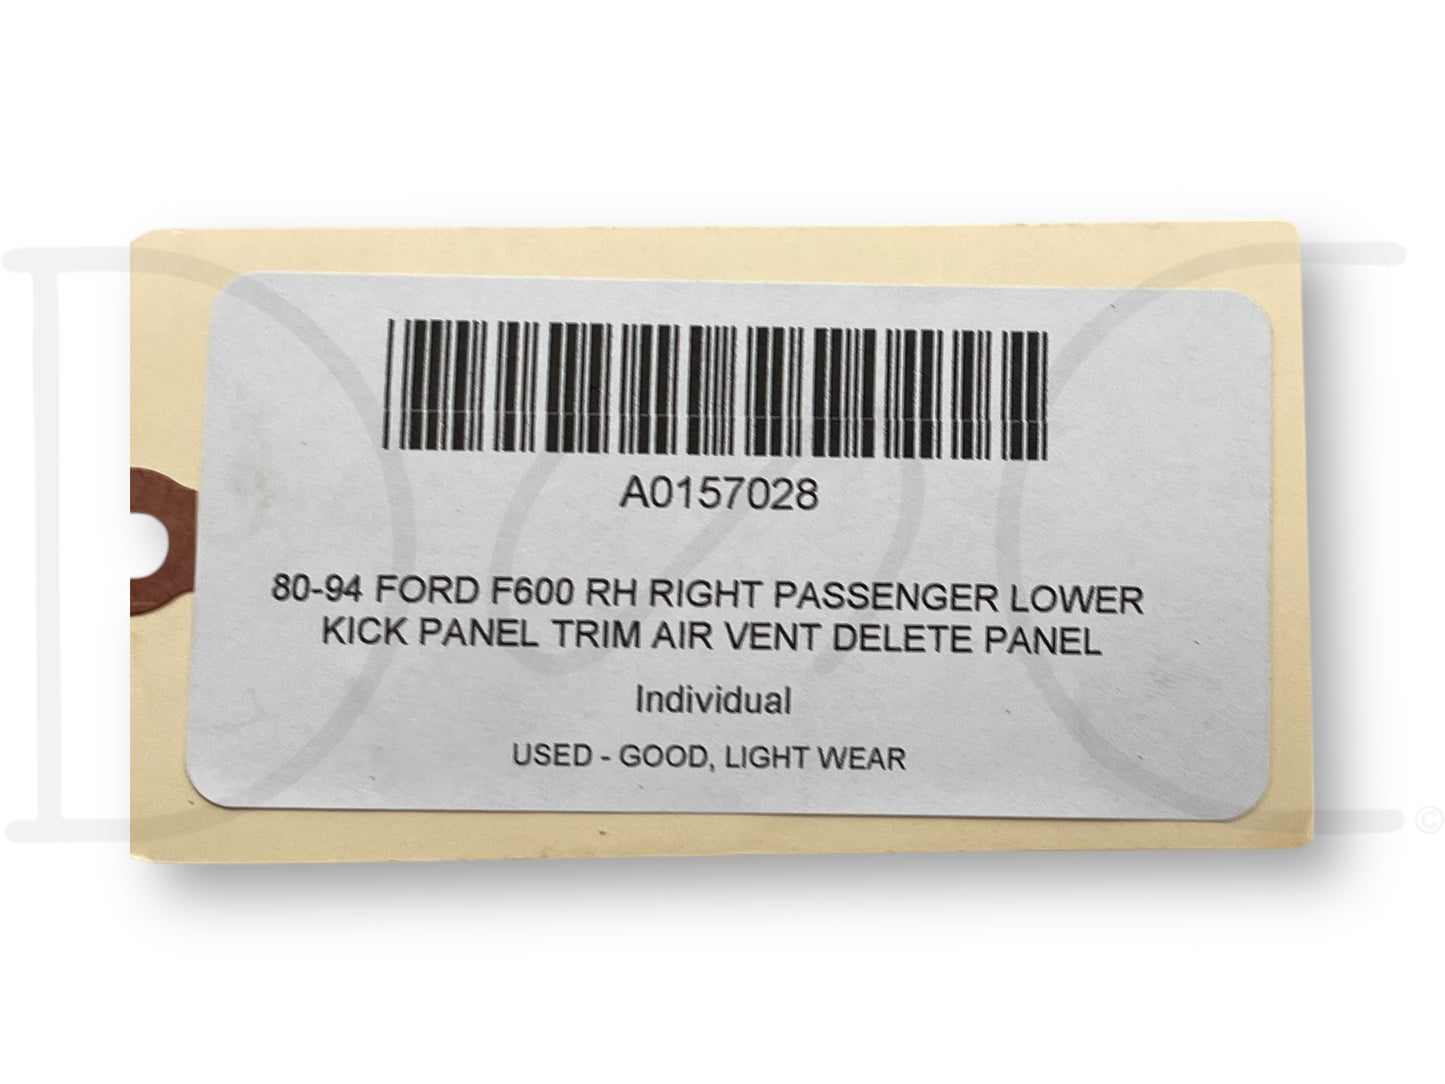 A0157028
80-94 FORD F600 RH RIGHT PASSENGER LOWER
KICK PANEL TRIM AIR VENT DELETE PANEL
Individual
USED - GOOD, LIGHT WEAR
©